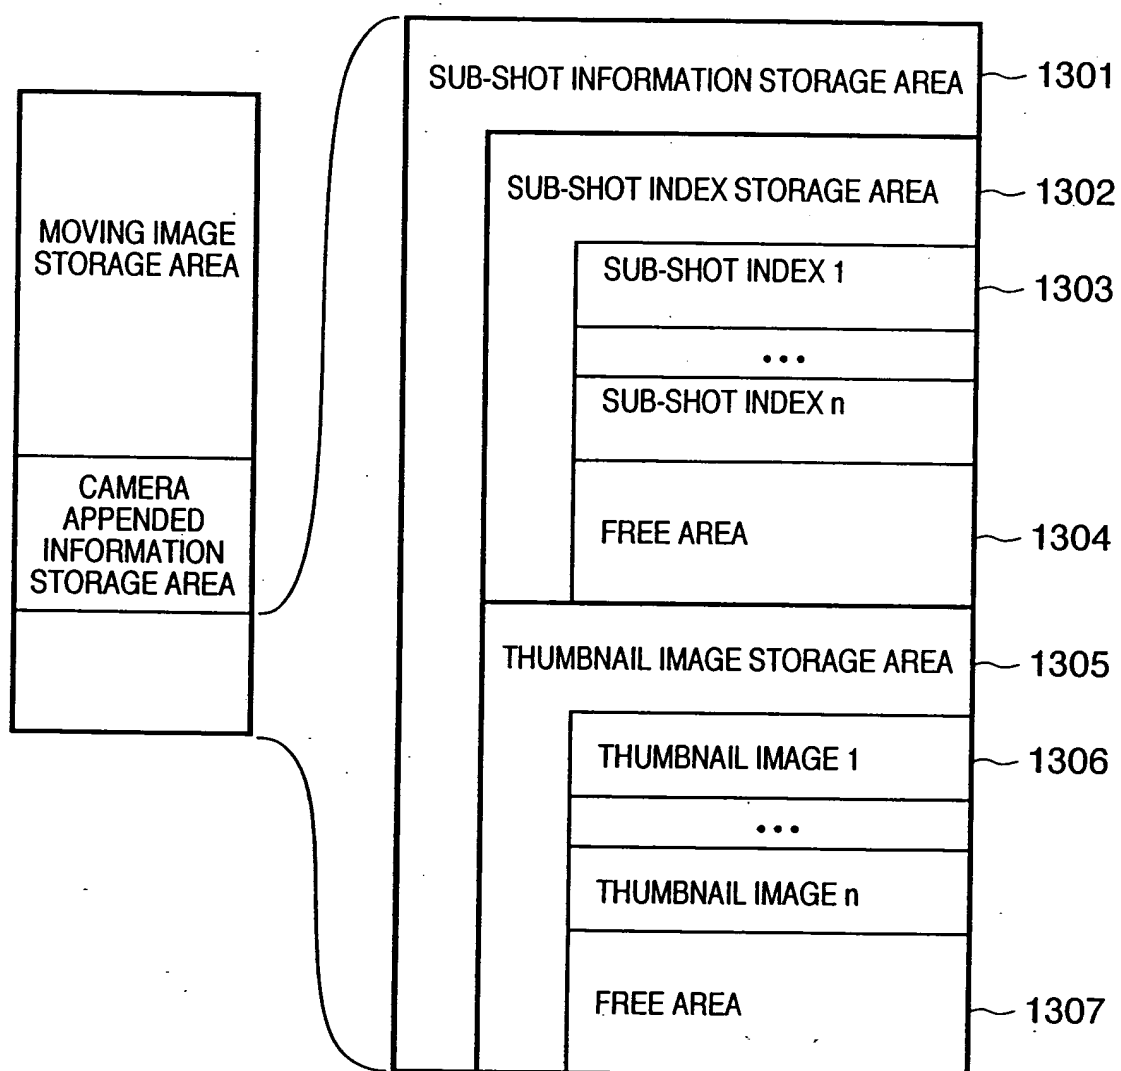 MOVING IMAGE
STORAGE AREA
CAMERA
APPENDED
INFORMATION
STORAGE AREA
SUB-SHOT INFORMATION STORAGE AREA
1301
SUB-SHOT INDEX STORAGE AREA
1302
SUB-SHOT INDEX 1
1303
...
SUB-SHOT INDEX n
FREE AREA
1304
THUMBNAIL IMAGE STORAGE AREA
1305
THUMBNAIL IMAGE 1
1306
...
THUMBNAIL IMAGE n
FREE AREA
1307